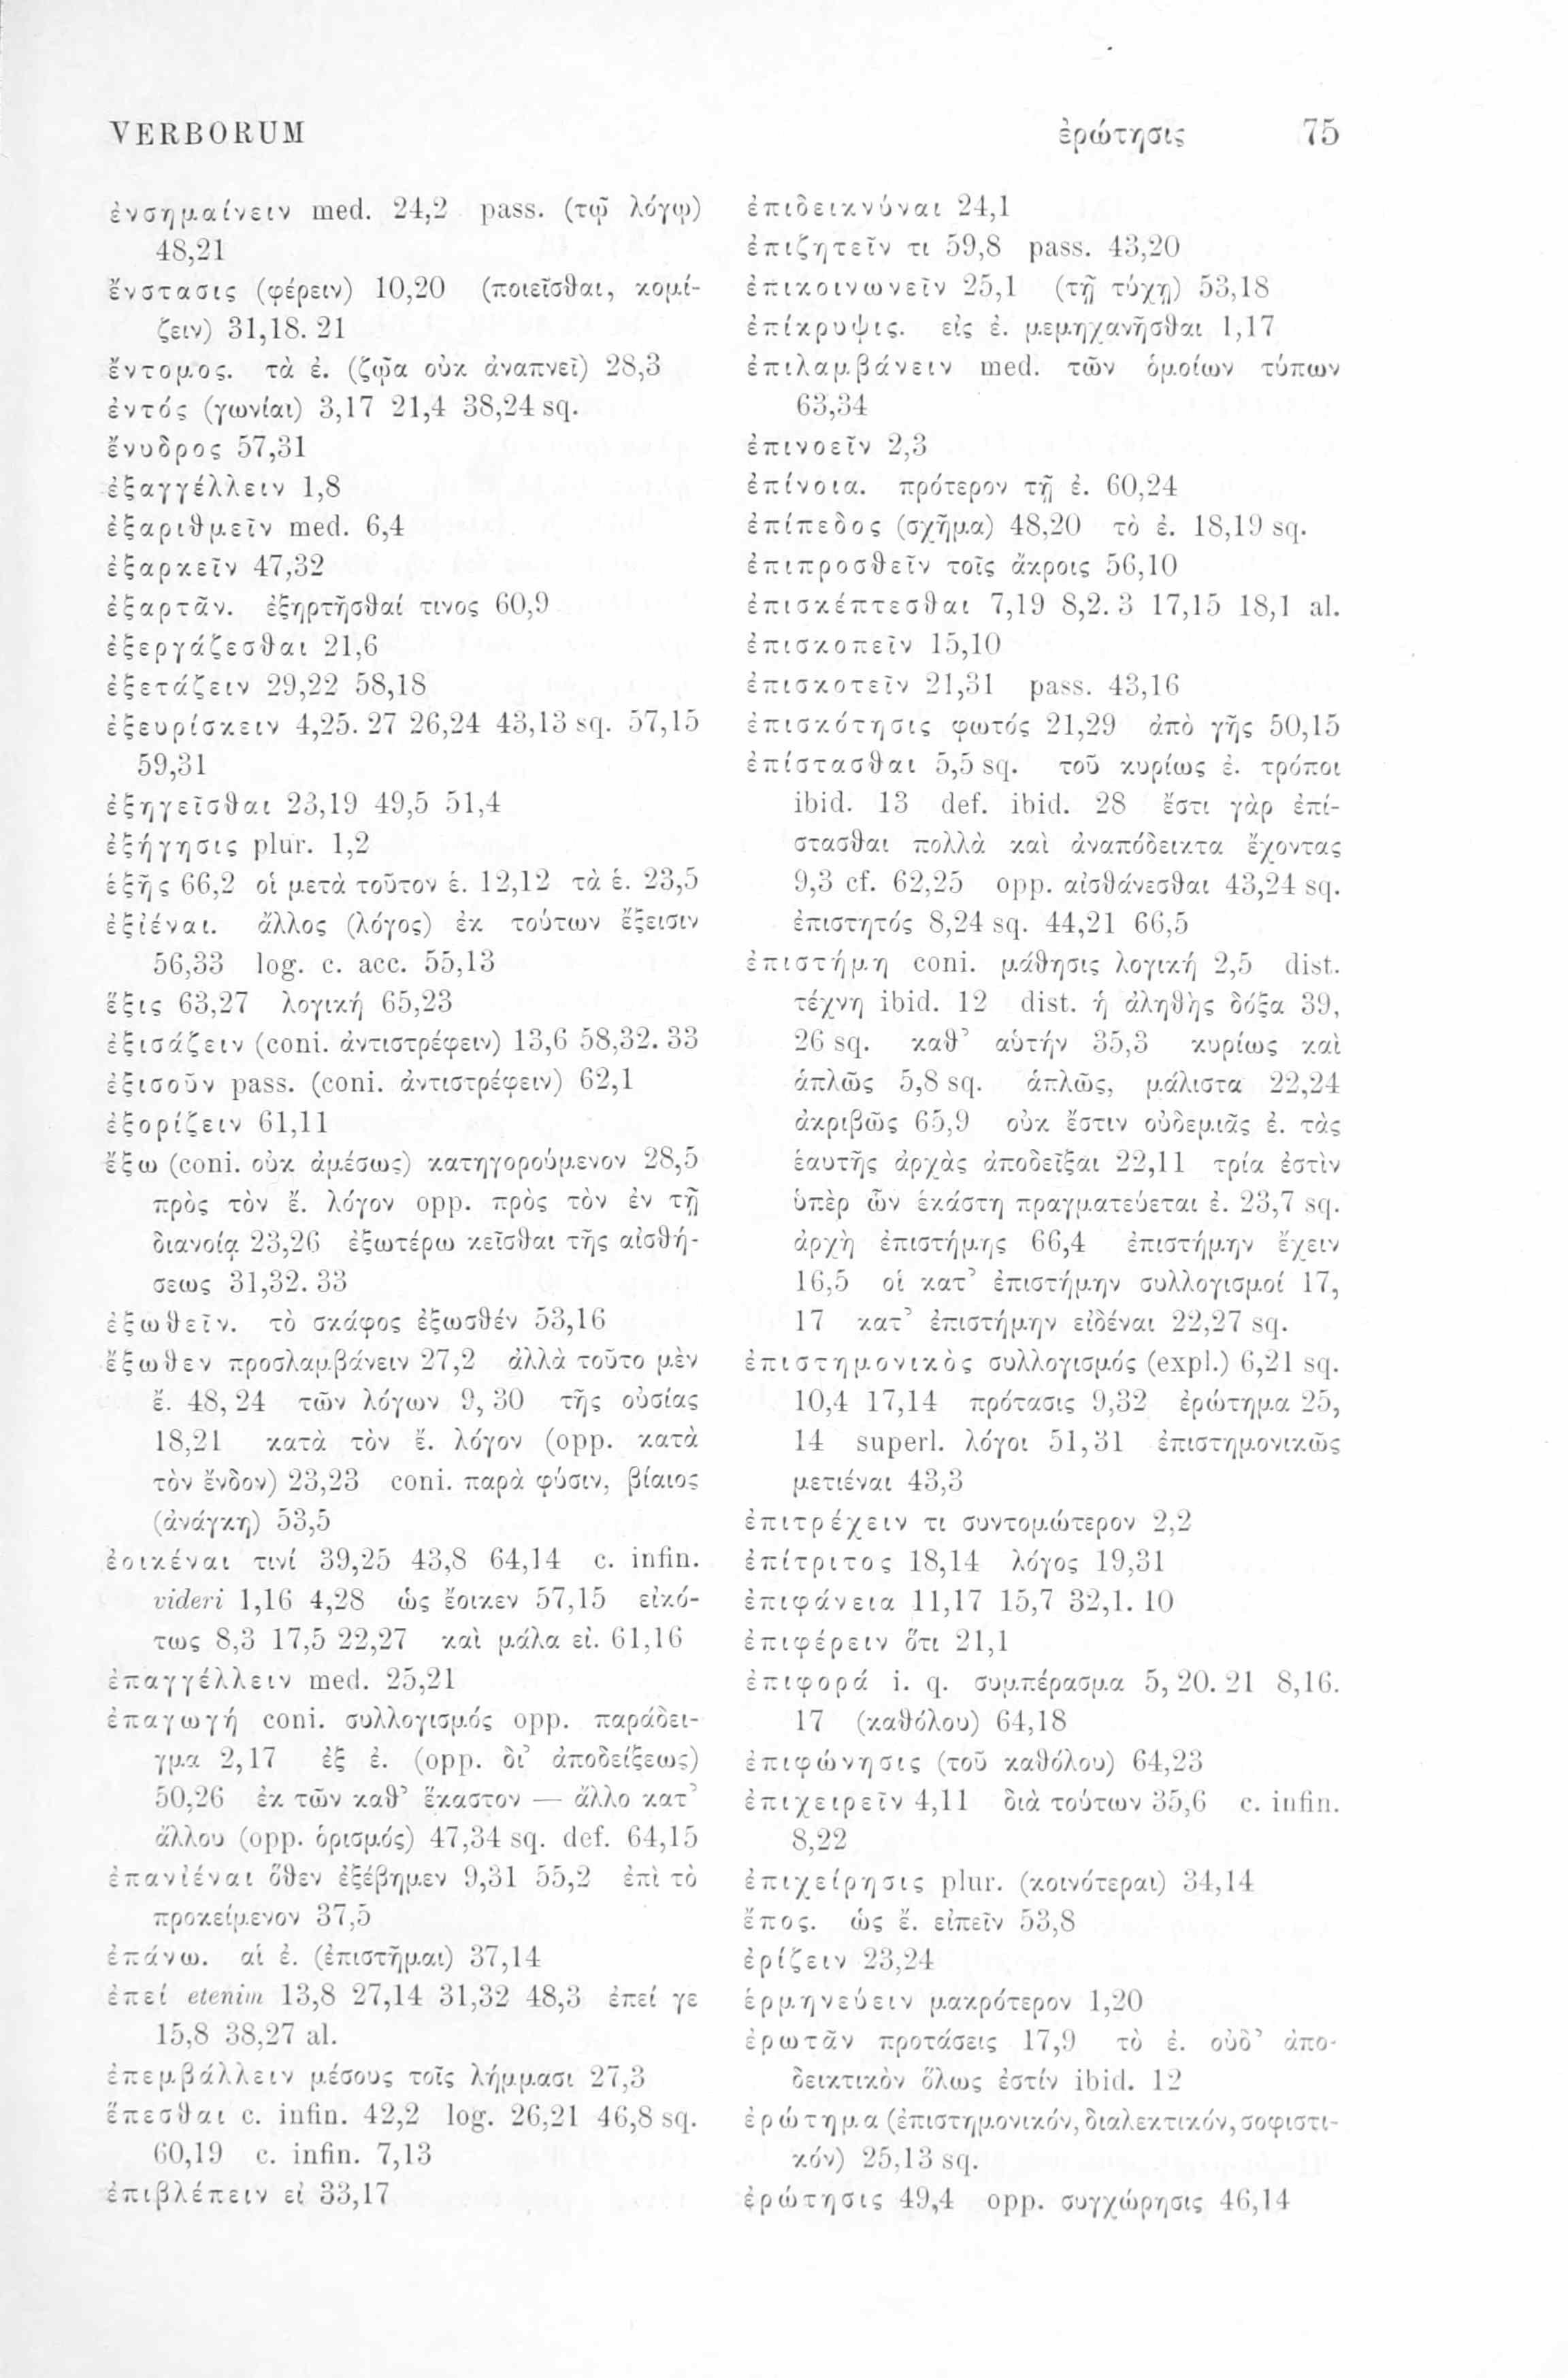 VERBORUM
ἐρώτησις 75
ἐνσημαίνειν med. 24,2 pass. (τῷ λόγῳ)
48,21
ἔνστασις (φέρειν) 10,20 (ποιεῖσθαι, κομί-
ζειν) 31,18. 21
ἔντομος. τὰ ἐ. (ζῷα οὐκ ἀναπνεῖ) 28,3
ἐντός (γωνίαι) 3,17 21,4 38,24 sq.
ἔνυδρος 57,31
ἐξαγγέλλειν 1,8
ἐξαριθμεῖν med. 6,4
ἐξαρκεῖν 47,32
ἐξαρτᾶν. ἐξηρτῆσθαί τινος 60,9
ἐξεργάζεσθαι 21,6
ἐξετάζειν 29,22 58,18
ἐξευρίσκειν 4,25. 27 26,24 43,13 sq. 57,15
59,31
ἐξηγεῖσθαι 23,19 49,5 51,4
ἐξήγησις plur. 1,2
ἑξῆς 66,2 οἱ μετὰ τοῦτον ἑ. 12,12 τὰ ἑ. 23,5
ἐξιέναι. ἄλλος (λόγος) ἐκ τούτων ἔξεισιν
56,33 log. c. acc. 55,13
ἕξις 63,27 λογική 65,23
ἐξισάζειν (coni. ἀντιστρέφειν) 13,6 58,32. 33
ἐξισοῦν pass. (coni. ἀντιστρέφειν) 62,1
ἐξορίζειν 61,11
ἔξω (coni. οὐκ ἀμέσως) κατηγορούμενον 28,5
πρὸς τὸν ἔ. λόγον opp. πρὸς τὸν ἐν τῇ
διανοίᾳ 23,26 ἐξωτέρω κεῖσθαι τῆς αἰσθή-
σεως 31,32. 33
ἐξωθεῖν. τὸ σκάφος ἐξωσθέν 53,16
ἔξωθεν προσλαμβάνειν 27,2 ἀλλὰ τοῦτο μὲν
ἔ. 48,24 τῶν λόγων 9,30 τῆς οὐσίας
18,21 κατὰ τὸν ἔ. λόγον (opp. κατὰ
τὸν ἔνδον) 23,23 coni. παρὰ φύσιν, βίαιος
(ἀνάγκη) 53,5
ἐοικέναι τινί 39,25 43,8 64,14 c. infin.
videri 1,16 4,28 ὡς ἔοικεν 57,15 εἰκό-
τως 8,3 17,5 22,27 καὶ μάλα εἰ. 61,16
ἐπαγγέλλειν med. 25,21
ἐπαγωγή coni. συλλογισμός opp. παράδει-
γμα 2,17 ἐξ ἐ. (opp. δι’ ἀποδείξεως)
50,26 ἐκ τῶν καθ’ ἕκαστον — ἄλλο κατ’
ἄλλου (opp. ὁρισμός) 47,34 sq. def. 64,15
ἐπανιέναι ὅθεν ἐξέβημεν 9,31 55,2 ἐπὶ τὸ
προκείμενον 37,5
ἐπάνω. αἱ ἐ. (ἐπιστῆμαι) 37,14
ἐπεί etenim 13,8 27,14 31,32 48,3 ἐπεί γε
15,8 38,27 al.
ἐπεμβάλλειν μέσους τοῖς λήμμασι 27,3
ἕπεσθαι c. infin. 42,2 log. 26,21 46,8 sq.
60,19 c. infin. 7,13
ἐπιβλέπειν εἰ 33,17
ἐπιδεικνύναι 24,1
ἐπιζητεῖν τι 59,8 pass. 43,20
ἐπικοινωνεῖν 25,1 (τῇ τύχῃ) 53,18
ἐπίκρυψις. εἰς ἐ. μεμηχανῆσθαι 1,17
ἐπιλαμβάνειν med. τῶν ὁμοίων τύπων
63,34
ἐπινοεῖν 2,3
ἐπίνοια. πρότερον τῇ ἐ. 60,24
ἐπίπεδος (σχῆμα) 48,20 τὸ ἐ. 18,19 sq.
ἐπιπροσθεῖν τοῖς ἄκροις 56,10
ἐπισκέπτεσθαι 7,19 8,2. 3 17,15 18,1 al.
ἐπισκοπεῖν 15,10
ἐπισκοτεῖν 21,31 pass. 43,16
ἐπισκότησις φωτός 21,29 ἀπὸ γῆς 50,15
ἐπίστασθαι 5,5 sq. τοῦ κυρίως ἐ. τρόποι
ibid. 13 def. ibid. 28 ἔστι γὰρ ἐπί-
στασθαι πολλὰ καὶ ἀναπόδεικτα ἔχοντας
9,3 cf. 62,25 opp. αἰσθάνεσθαι 43,24 sq.
ἐπιστητός 8,24 sq. 44,21 66,5
ἐπιστήμη coni. μάθησις λογική 2,5 dist.
τέχνη ibid. 12 dist. ἡ ἀληθὴς δόξα 39,
26 sq. καθ’ αὑτήν 35,3 κυρίως καὶ
ἁπλῶς 5,8 sq. ἁπλῶς, μάλιστα 22,24
ἀκριβῶς 65,9 οὐκ ἔστιν οὐδεμιᾶς ἐ. τὰς
ἑαυτῆς ἀρχὰς ἀποδεῖξαι 22,11 τρία ἐστὶν
ὑπὲρ ὧν ἑκάστη πραγματεύεται ἐ. 23,7 sq.
ἀρχὴ ἐπιστήμης 66,4 ἐπιστήμην ἔχειν
16,5 οἱ κατ’ ἐπιστήμην συλλογισμοί 17,
17 κατ’ ἐπιστήμην εἰδέναι 22,27 sq.
ἐπιστημονικὸς συλλογισμός (expl.) 6,21 sq.
10,4 17,14 πρότασις 9,32 ἐρώτημα 25,
14 superl. λόγοι 51,31 ἐπιστημονικῶς
μετιέναι 43,3
ἐπιτρέχειν τι συντομώτερον 2,2
ἐπίτριτος 18,14 λόγος 19,31
ἐπιφάνεια 11,17 15,7 32,1. 10
ἐπιφέρειν ὅτι 21,1
ἐπιφορά i. q. συμπέρασμα 5,20. 21 8,16.
17 (καθόλου) 64,18
ἐπιφώνησις (τοῦ καθόλου) 64,23
ἐπιχειρεῖν 4,11 διὰ τούτων 35,6 c. infin.
8,22
ἐπιχείρησις plur. (κοινότεραι) 34,14
ἔπος. ὡς ἔ. εἰπεῖν 53,8
ἐρίζειν 23,24
ἑρμηνεύειν μακρότερον 1,20
ἐρωτᾶν προτάσεις 17,9 τὸ ἐ. οὐδ’ ἀπο-
δεικτικὸν ὅλως ἐστίν ibid. 12
ἐρώτημα (ἐπιστημονικόν, διαλεκτικόν, σοφιστι-
κόν) 25,13 sq.
ἐρώτησις 49,4 opp. συγχώρησις 46,14